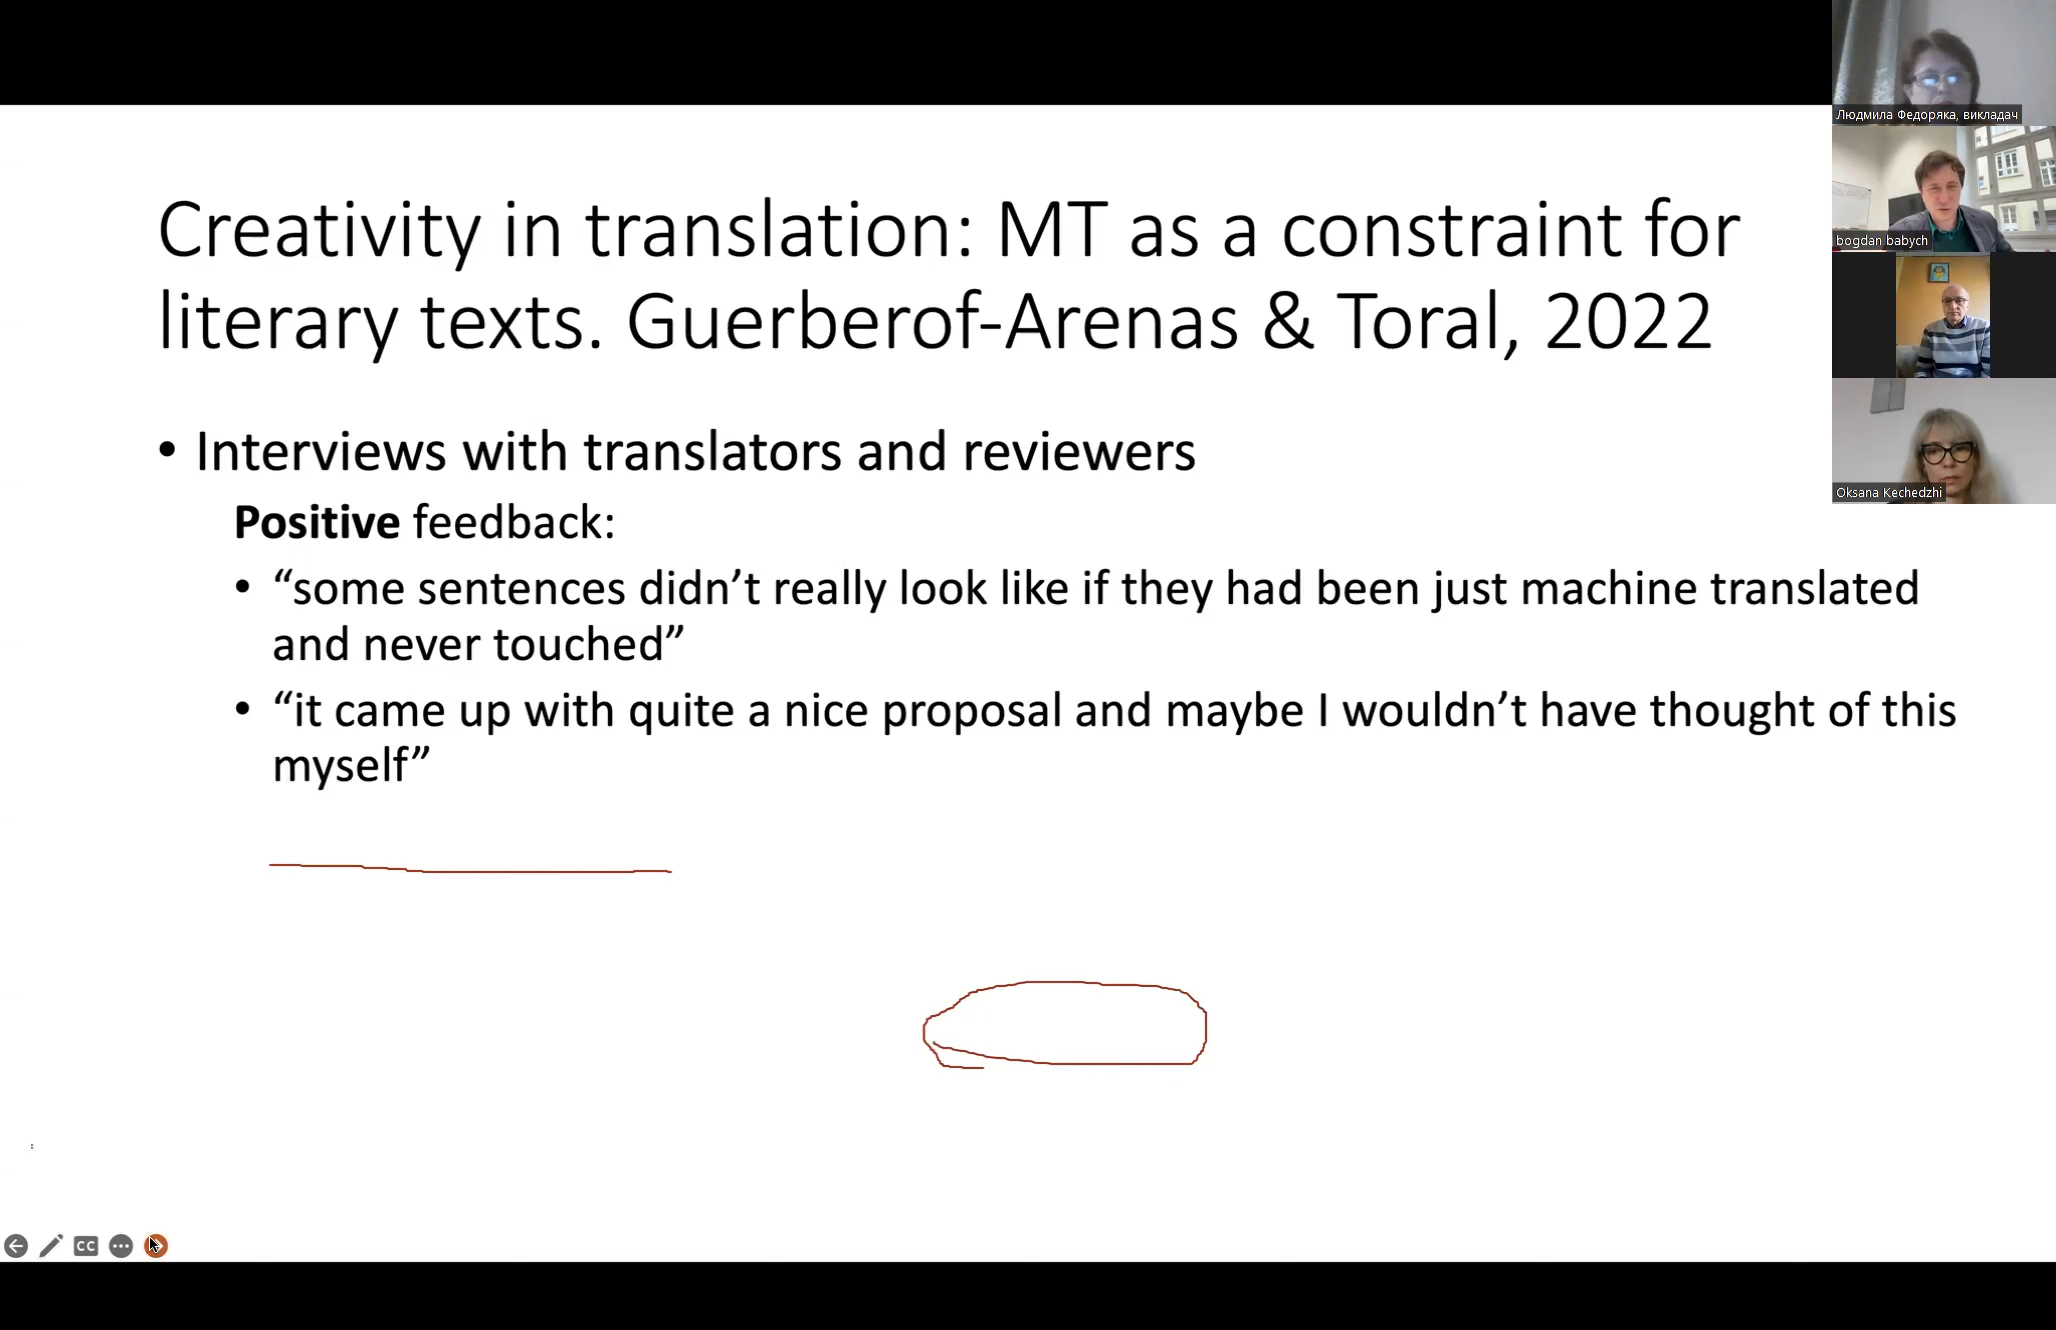 Creativity in translation: MT as a constraint for
literary texts. Guerberof-Arenas & Toral, 2022
• Interviews with translators and reviewers
Positive feedback:
• “some sentences didn’t really look like if they had been just machine translated
and never touched”
• “it came up with quite a nice proposal and maybe I wouldn’t have thought of this
myself”
Людмила Федоряка, викладач
bogdan babych
Oksana Kechedzhi
CC